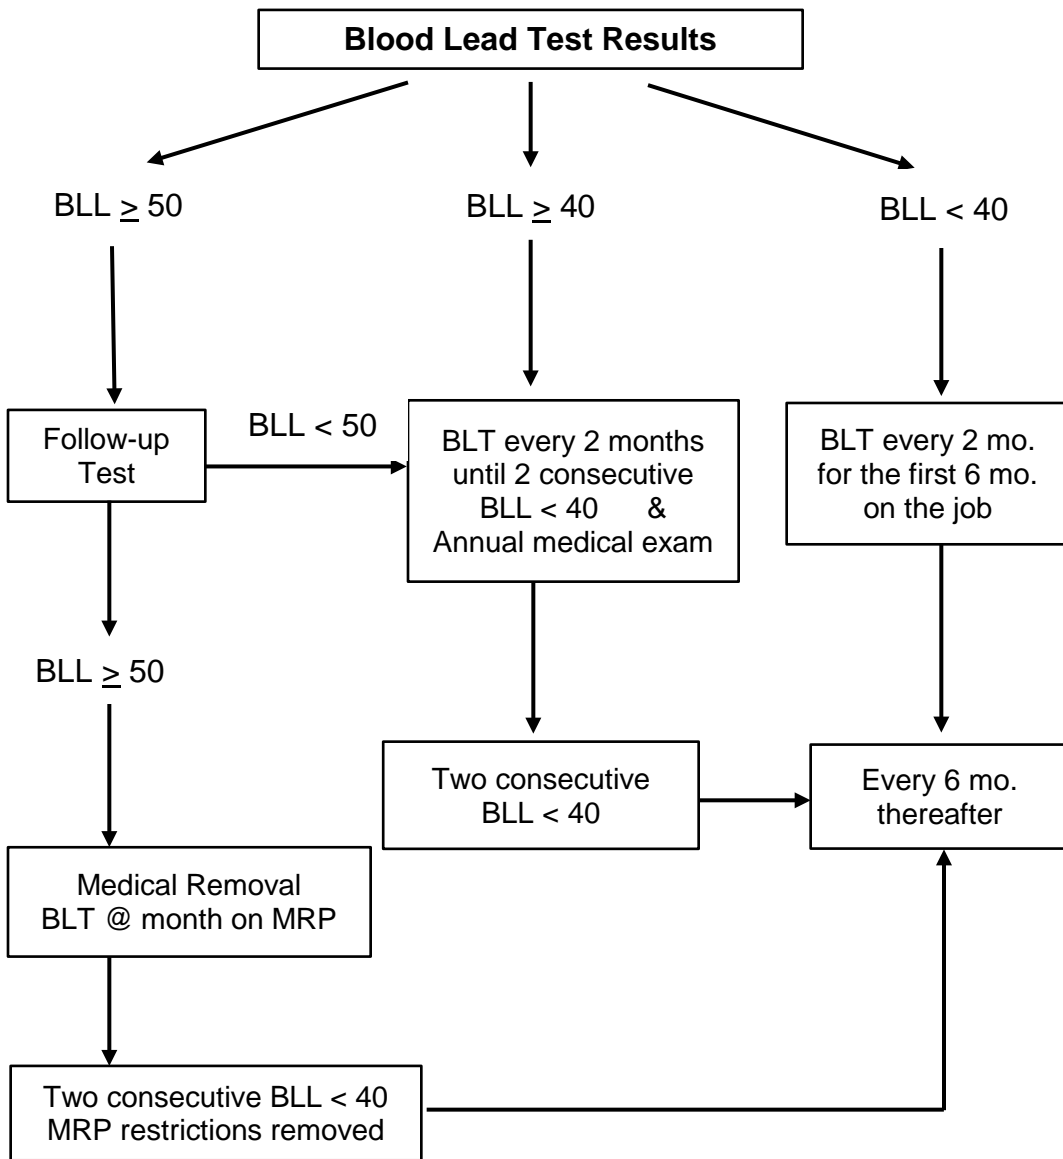 Blood Lead Test Results
BLL ≥ 50
BLL ≥ 40
BLL < 40
Follow-up
Test
BLL < 50
BLT every 2 months
until 2 consecutive
BLL < 40 &
Annual medical exam
BLT every 2 mo.
for the first 6 mo.
on the job
BLL ≥ 50
Two consecutive
BLL < 40
Every 6 mo.
thereafter
Medical Removal
BLT @ month on MRP
Two consecutive BLL < 40
MRP restrictions removed